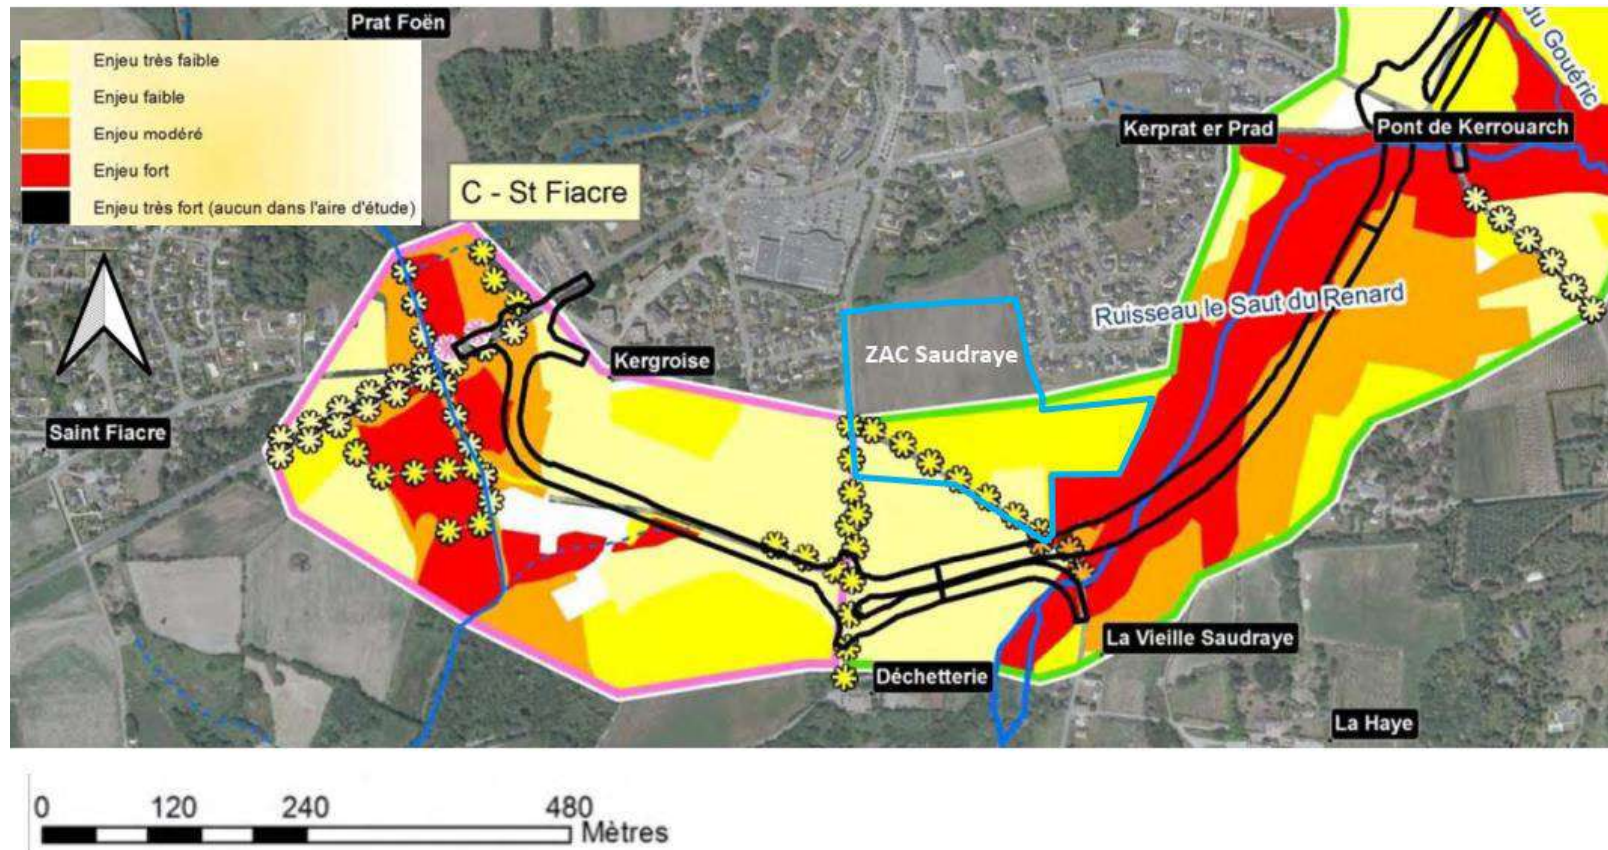 Prat Foën
Enjeu très faible
Enjeu faible
Enjeu modéré
Enjeu fort
Enjeu très fort (aucun dans l'aire d'étude)
C - St Fiacre
du Gouéric
Kerprat er Prad
Pont de Kerrouarch
Ruisseau le Saut du Renard
ZAC Saudraye
Kergroise
Saint Fiacre
La Vieille Saudraye
Déchetterie
La Haye
0 120 240 480
Mètres